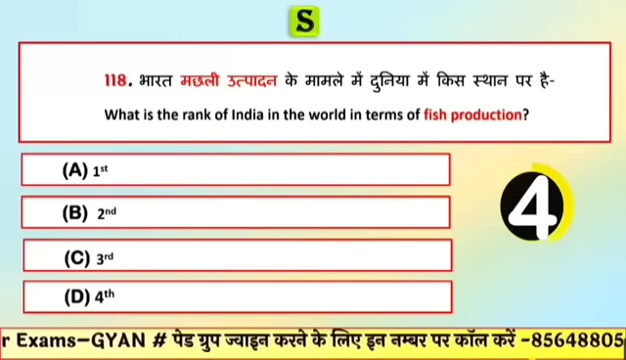 S
118. भारत मछली उत्पादन के मामले में दुनिया में किस स्थान पर है-
What is the rank of India in the world in terms of fish production?
(A) 1st
(B) 2nd
(C) 3rd
(D) 4th
4
r Exams-GYAN # पेड ग्रुप ज्वाइन करने के लिए इन नम्बर पर कॉल करें -85648805